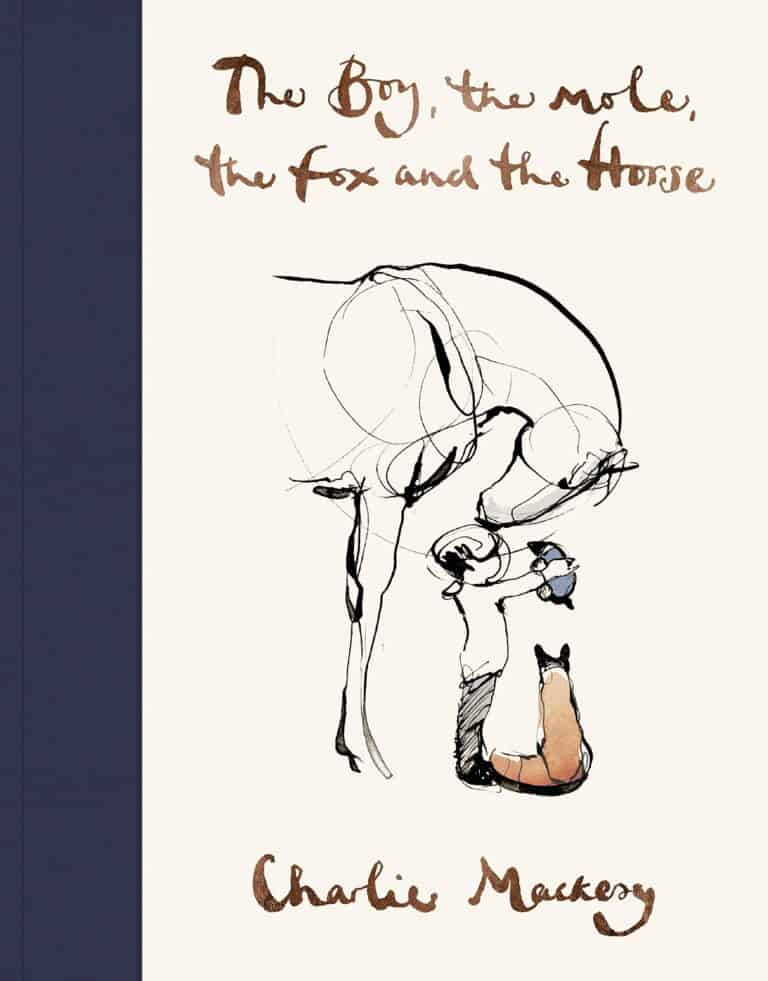 The Boy, the mole,
the fox and the Horse
Charlie Mackesy